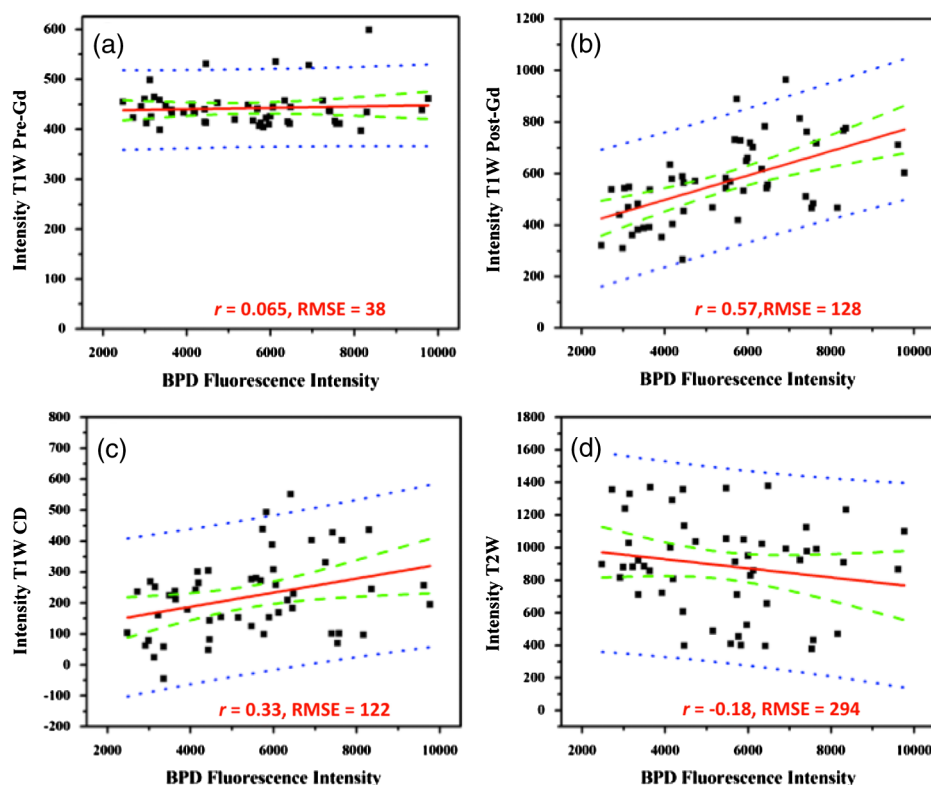 (a)
600
500
400
300
200
100
0
Intensity T1W Pre-Gd
r = 0.065, RMSE = 38
2000 4000 6000 8000 10000
BPD Fluorescence Intensity
(b)
1200
1000
800
600
400
200
0
Intensity T1W Post-Gd
r = 0.57,RMSE = 128
2000 4000 6000 8000 10000
BPD Fluorescence Intensity
(c)
800
700
600
500
400
300
200
100
0
-100
-200
Intensity T1W CD
r = 0.33, RMSE = 122
2000 4000 6000 8000 10000
BPD Fluorescence Intensity
(d)
1800
1600
1400
1200
1000
800
600
400
200
0
Intensity T2W
r = -0.18, RMSE = 294
2000 4000 6000 8000 10000
BPD Fluorescence Intensity